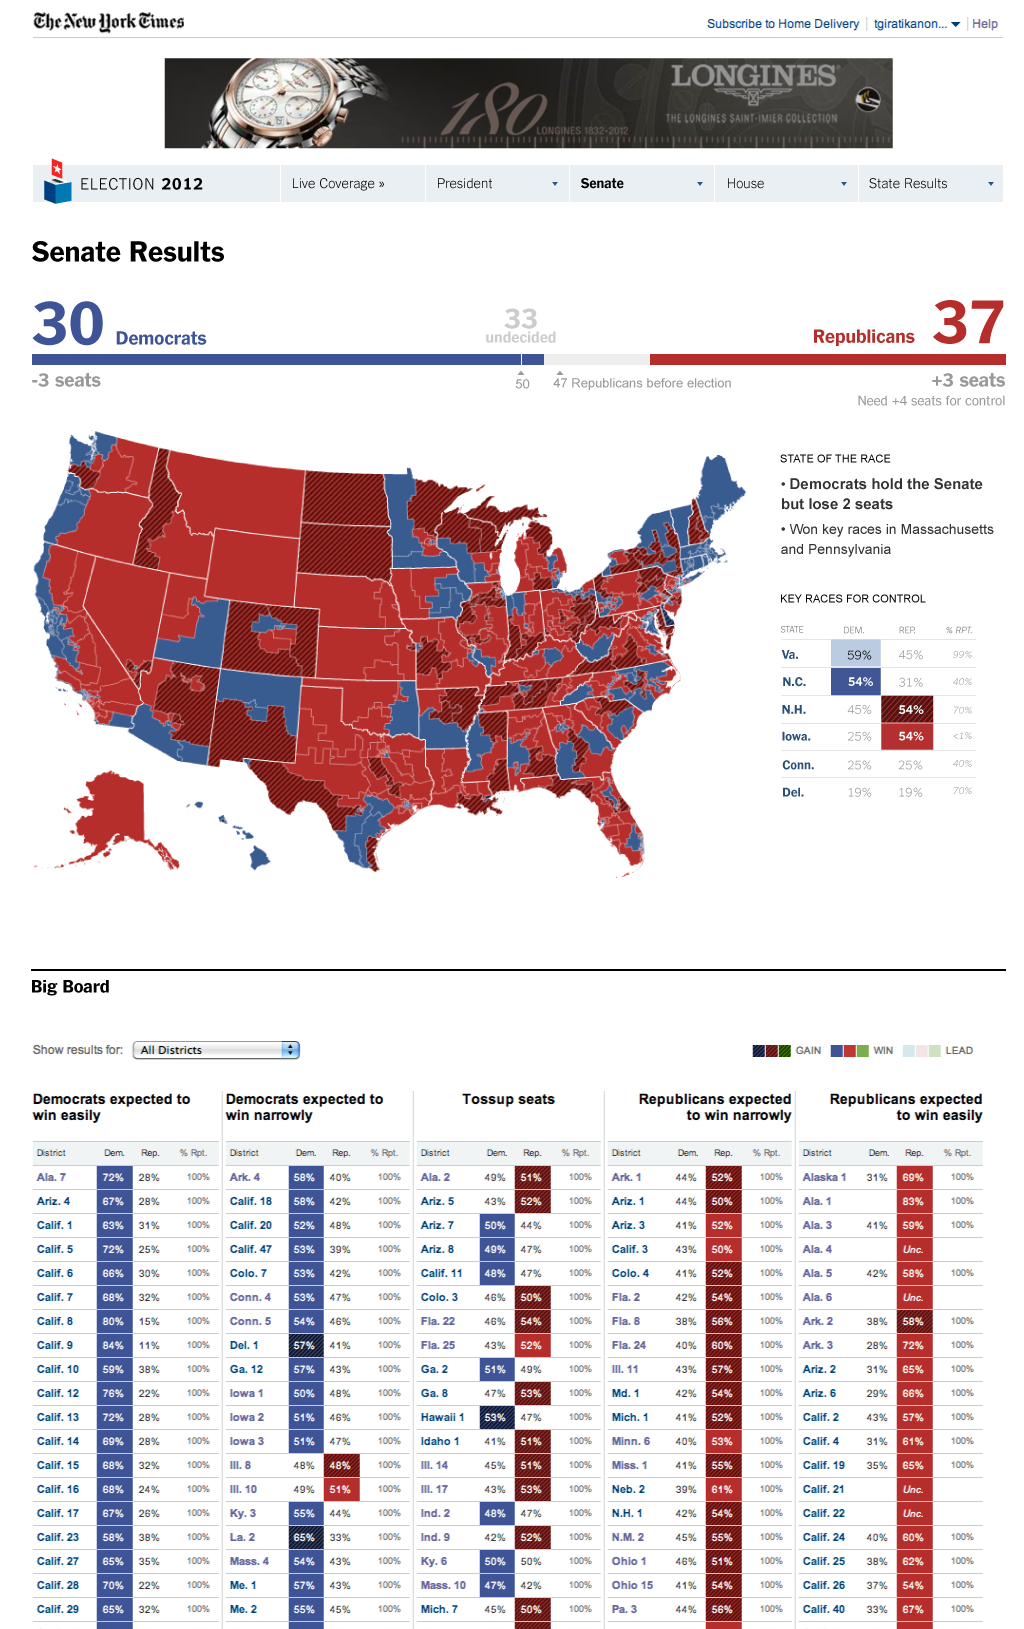 The New York Times
Subscribe to Home Delivery
tgiratikanon...
Help
180
LONGINES 1832-2012
LONGINES
THE LONGINES SAINT-IMIER COLLECTION
ELECTION 2012
Live Coverage »
President
Senate
House
State Results
Senate Results
30 Democrats
33
undecided
Republicans 37
-3 seats
50
47 Republicans before election
+3 seats
Need +4 seats for control
STATE OF THE RACE
• Democrats hold the Senate
but lose 2 seats
• Won key races in Massachusetts
and Pennsylvania
KEY RACES FOR CONTROL
STATE DEM. REP. % RPT.
Va. 59% 45% 99%
N.C. 54% 31% 40%
N.H. 45% 54% 70%
Iowa. 25% 54% <1%
Conn. 25% 25% 40%
Del. 19% 19% 70%
Big Board
Show results for: All Districts
GAIN WIN LEAD
Democrats expected to
win easily
District Dem. Rep. % Rpt.
Ala. 7 72% 28% 100%
Ariz. 4 67% 28% 100%
Calif. 1 63% 31% 100%
Calif. 5 72% 25% 100%
Calif. 6 66% 30% 100%
Calif. 7 68% 32% 100%
Calif. 8 80% 15% 100%
Calif. 9 84% 11% 100%
Calif. 10 59% 38% 100%
Calif. 12 76% 22% 100%
Calif. 13 72% 28% 100%
Calif. 14 69% 28% 100%
Calif. 15 68% 32% 100%
Calif. 16 68% 24% 100%
Calif. 17 67% 26% 100%
Calif. 23 58% 38% 100%
Calif. 27 65% 35% 100%
Calif. 28 70% 22% 100%
Calif. 29 65% 32% 100%
Democrats expected to
win narrowly
District Dem. Rep. % Rpt.
Ark. 4 58% 40% 100%
Calif. 18 58% 42% 100%
Calif. 20 52% 48% 100%
Calif. 47 53% 39% 100%
Colo. 7 53% 42% 100%
Conn. 4 53% 47% 100%
Conn. 5 54% 46% 100%
Del. 1 57% 41% 100%
Ga. 12 57% 43% 100%
Iowa 1 50% 48% 100%
Iowa 2 51% 46% 100%
Iowa 3 51% 47% 100%
Ill. 8 48% 48% 100%
Ill. 10 49% 51% 100%
Ky. 3 55% 44% 100%
La. 2 65% 33% 100%
Mass. 4 54% 43% 100%
Me. 1 57% 43% 100%
Me. 2 55% 45% 100%
Tossup seats
District Dem. Rep. % Rpt.
Ala. 2 49% 51% 100%
Ariz. 5 43% 52% 100%
Ariz. 7 50% 44% 100%
Ariz. 8 49% 47% 100%
Calif. 11 48% 47% 100%
Colo. 3 46% 50% 100%
Fla. 22 46% 54% 100%
Fla. 25 43% 52% 100%
Ga. 2 51% 49% 100%
Ga. 8 47% 53% 100%
Hawaii 1 53% 47% 100%
Idaho 1 41% 51% 100%
Ill. 14 45% 51% 100%
Ill. 17 43% 53% 100%
Ind. 2 48% 47% 100%
Ind. 9 42% 52% 100%
Ky. 6 50% 50% 100%
Mass. 10 47% 42% 100%
Mich. 7 45% 50% 100%
Republicans expected
to win narrowly
District Dem. Rep. % Rpt.
Ark. 1 44% 52% 100%
Ariz. 1 44% 50% 100%
Ariz. 3 41% 52% 100%
Calif. 3 43% 50% 100%
Colo. 4 41% 52% 100%
Fla. 2 42% 54% 100%
Fla. 8 38% 56% 100%
Fla. 24 40% 60% 100%
Ill. 11 43% 57% 100%
Md. 1 42% 54% 100%
Mich. 1 41% 52% 100%
Minn. 6 40% 53% 100%
Miss. 1 41% 55% 100%
Neb. 2 39% 61% 100%
N.H. 1 42% 54% 100%
N.M. 2 45% 55% 100%
Ohio 1 46% 51% 100%
Ohio 15 41% 54% 100%
Pa. 3 44% 56% 100%
Republicans expected
to win easily
District Dem. Rep. % Rpt.
Alaska 1 31% 69% 100%
Ala. 1 83% 100%
Ala. 3 41% 59% 100%
Ala. 4 Unc.
Ala. 5 42% 58% 100%
Ala. 6 Unc.
Ark. 2 38% 58% 100%
Ark. 3 28% 72% 100%
Ariz. 2 31% 65% 100%
Ariz. 6 29% 66% 100%
Calif. 2 43% 57% 100%
Calif. 4 31% 61% 100%
Calif. 19 35% 65% 100%
Calif. 21 Unc.
Calif. 22 Unc.
Calif. 24 40% 60% 100%
Calif. 25 38% 62% 100%
Calif. 26 37% 54% 100%
Calif. 40 33% 67% 100%